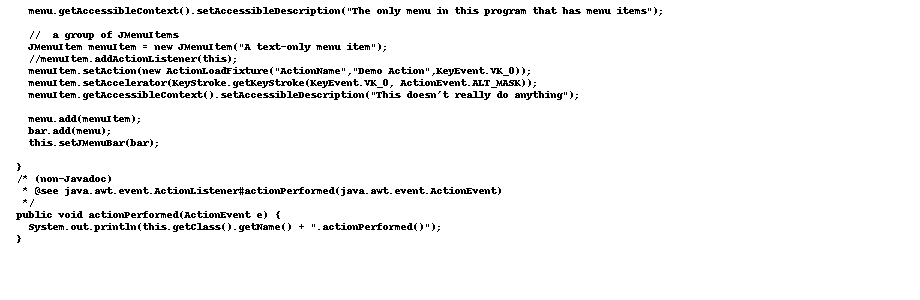 menu.getAccessibleContext().setAccessibleDescription("The only menu in this program that has menu items");
//  a group of JMenuItems
JMenuItem menuItem = new JMenuItem("A text-only menu item");
//menuItem.addActionListener(this);
menuItem.setAction(new ActionLoadFixture("ActionName","Demo Action",KeyEvent.VK_0));
menuItem.setAccelerator(KeyStroke.getKeyStroke(KeyEvent.VK_0, ActionEvent.ALT_MASK));
menuItem.getAccessibleContext().setAccessibleDescription("This doesn't really do anything");
menu.add(menuItem);
bar.add(menu);
this.setJMenuBar(bar);
}
/* (non-Javadoc)
 * @see java.awt.event.ActionListener#actionPerformed(java.awt.event.ActionEvent)
 */
public void actionPerformed(ActionEvent e) {
System.out.println(this.getClass().getName() + ".actionPerformed()");
}